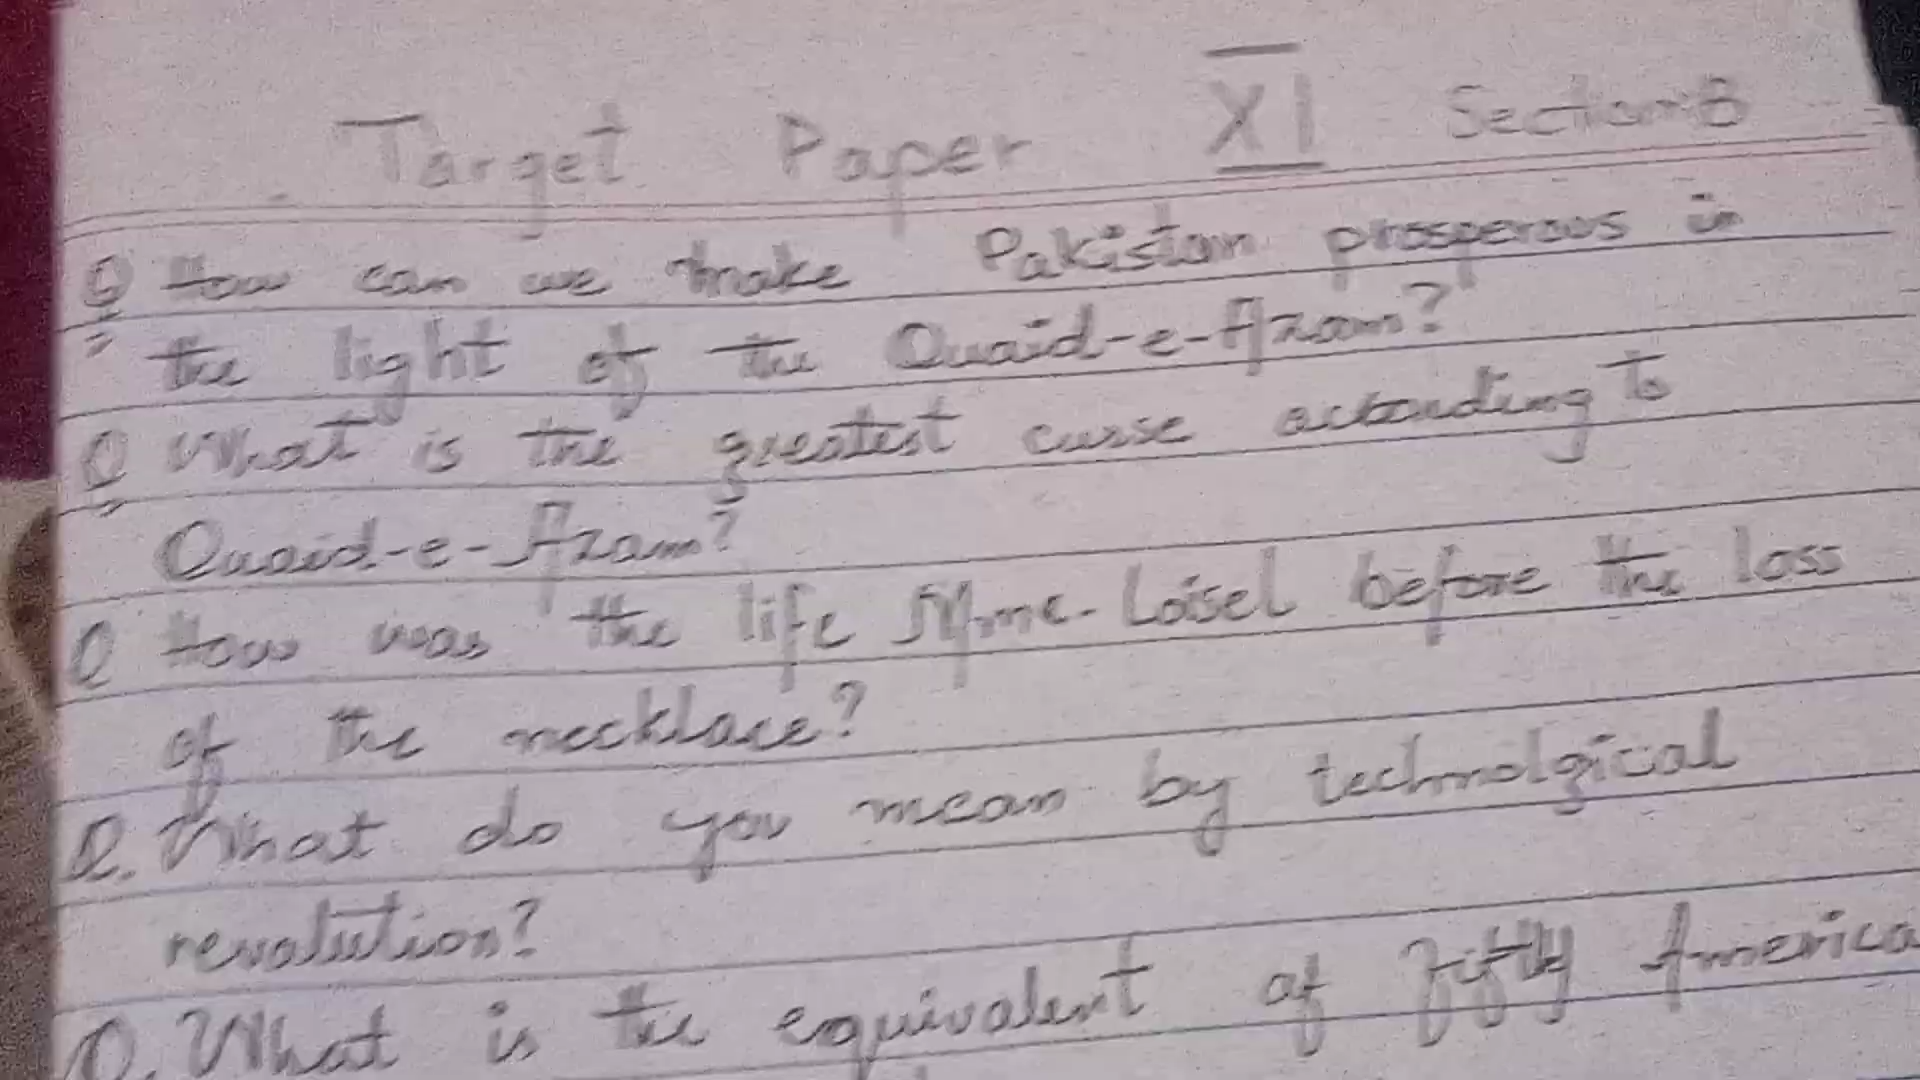 Target Paper XI Section B
Q How can we make Pakistan prosperous in
the light of the Quaid-e-Azam?
Q What is the greatest curse according to
Quaid-e-Azam?
Q How was the life Mme. Loisel before the loss
of the necklace?
Q. What do you mean by technolgical
revolution?
Q. What is the equivalent of fifty America